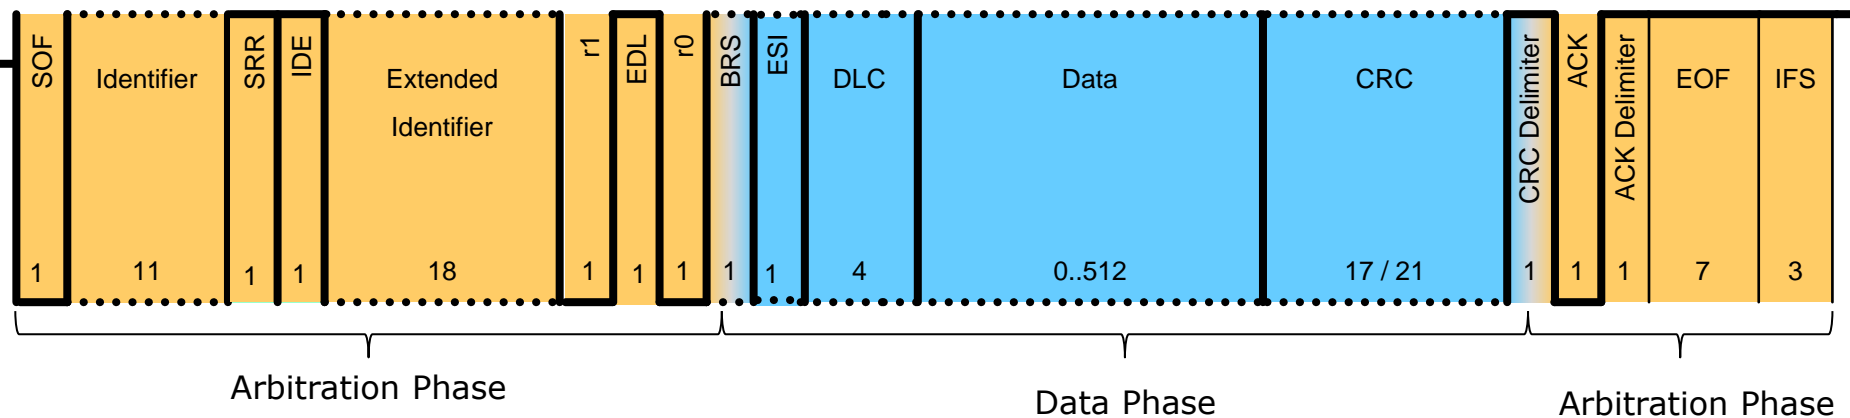 SOF
Identifier
SRR
IDE
Extended
Identifier
r1
EDL
r0
BRS
ESI
DLC
Data
CRC
CRC Delimiter
ACK
ACK Delimiter
EOF
IFS
1
11
1
1
18
1
1
1
1
1
4
0..512
17 / 21
1
1
1
7
3
Arbitration Phase
Data Phase
Arbitration Phase